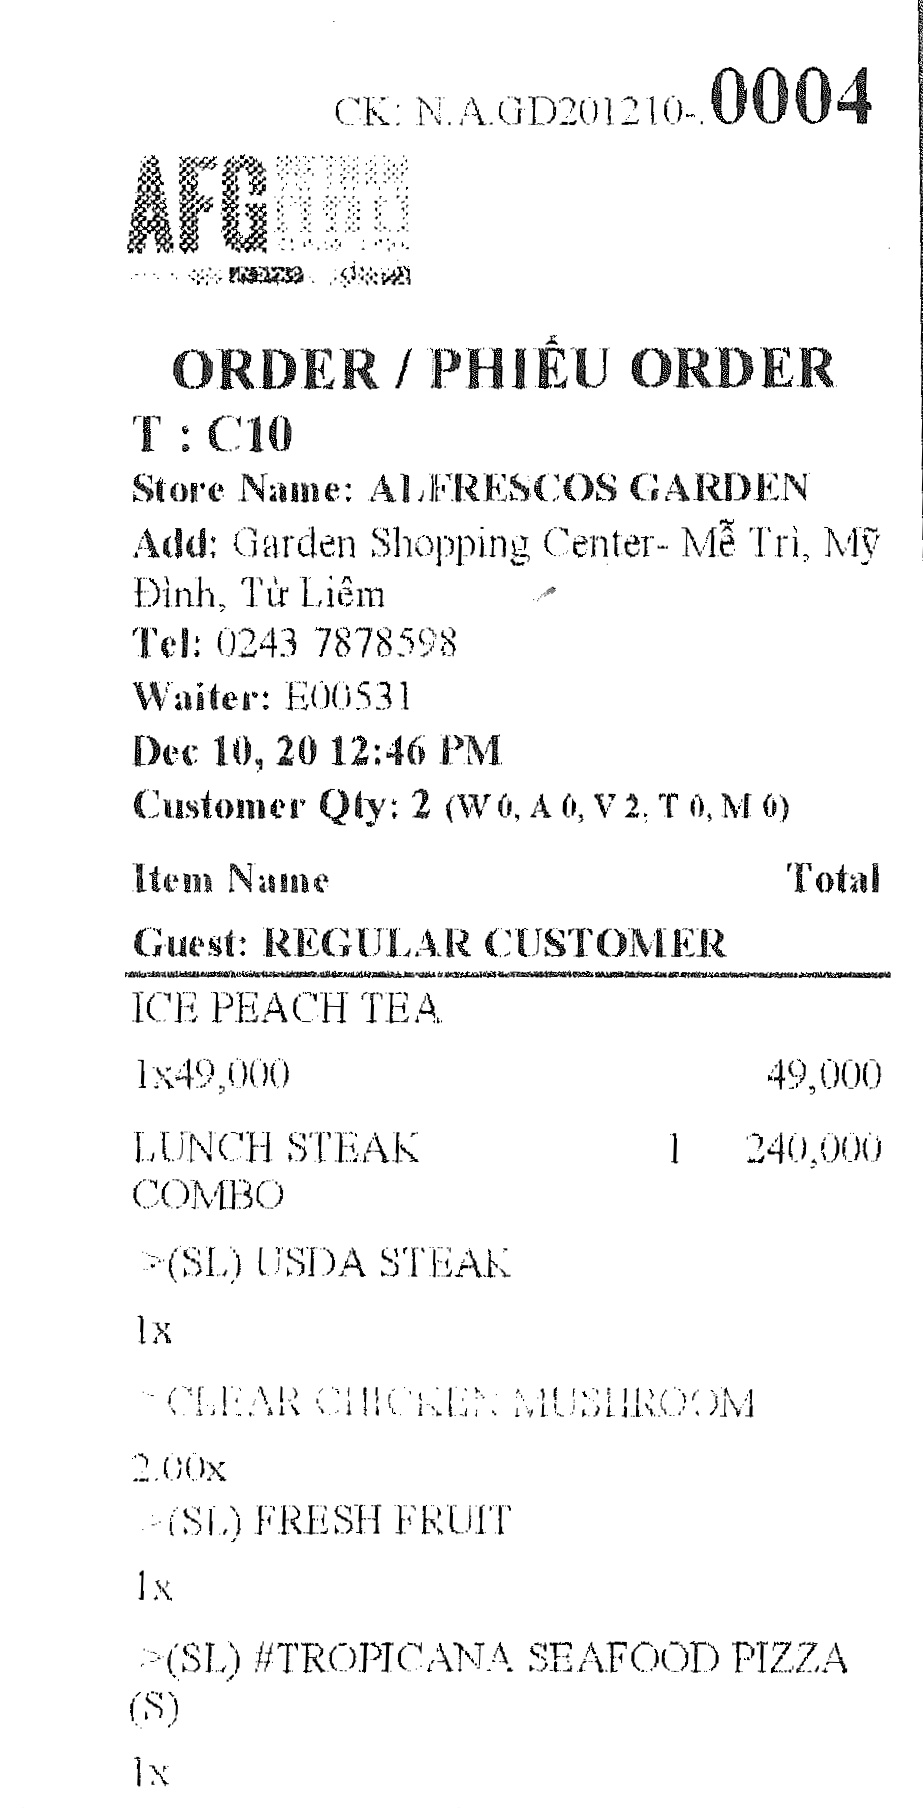 CK: N.A.GD201210-.0004
AFG
ORDER / PHIẾU ORDER
T : C10
Store Name: ALFRESCOS GARDEN
Add: Garden Shopping Center- Mễ Trì, Mỹ
Đình, Từ Liêm
Tel: 0243 7878598
Waiter: E00531
Dec 10, 20 12:46 PM
Customer Qty: 2 (W 0, A 0, V 2, T 0, M 0)
Item Name Total
Guest: REGULAR CUSTOMER
ICE PEACH TEA
1x49,000 49,000
LUNCH STEAK 1 240,000
COMBO
>(SL) USDA STEAK
1x
>CLEAR CHICKEN MUSHROOM
2.00x
>(SL) FRESH FRUIT
1x
>(SL) #TROPICANA SEAFOOD PIZZA
(S)
1x